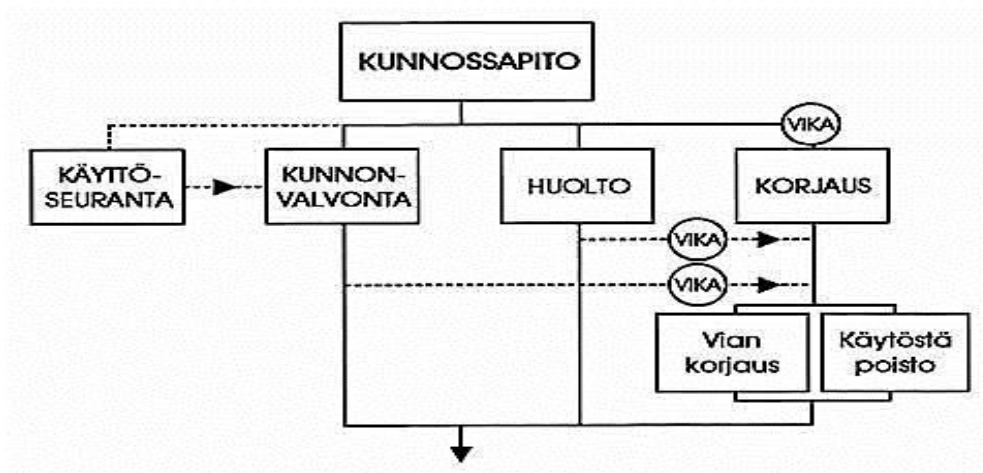 KUNNOSSAPITO
VIKA
KÄYTTÖ-
SEURANTA
KUNNON-
VALVONTA
HUOLTO
KORJAUS
VIKA
VIKA
Vian
korjaus
Käytöstä
poisto